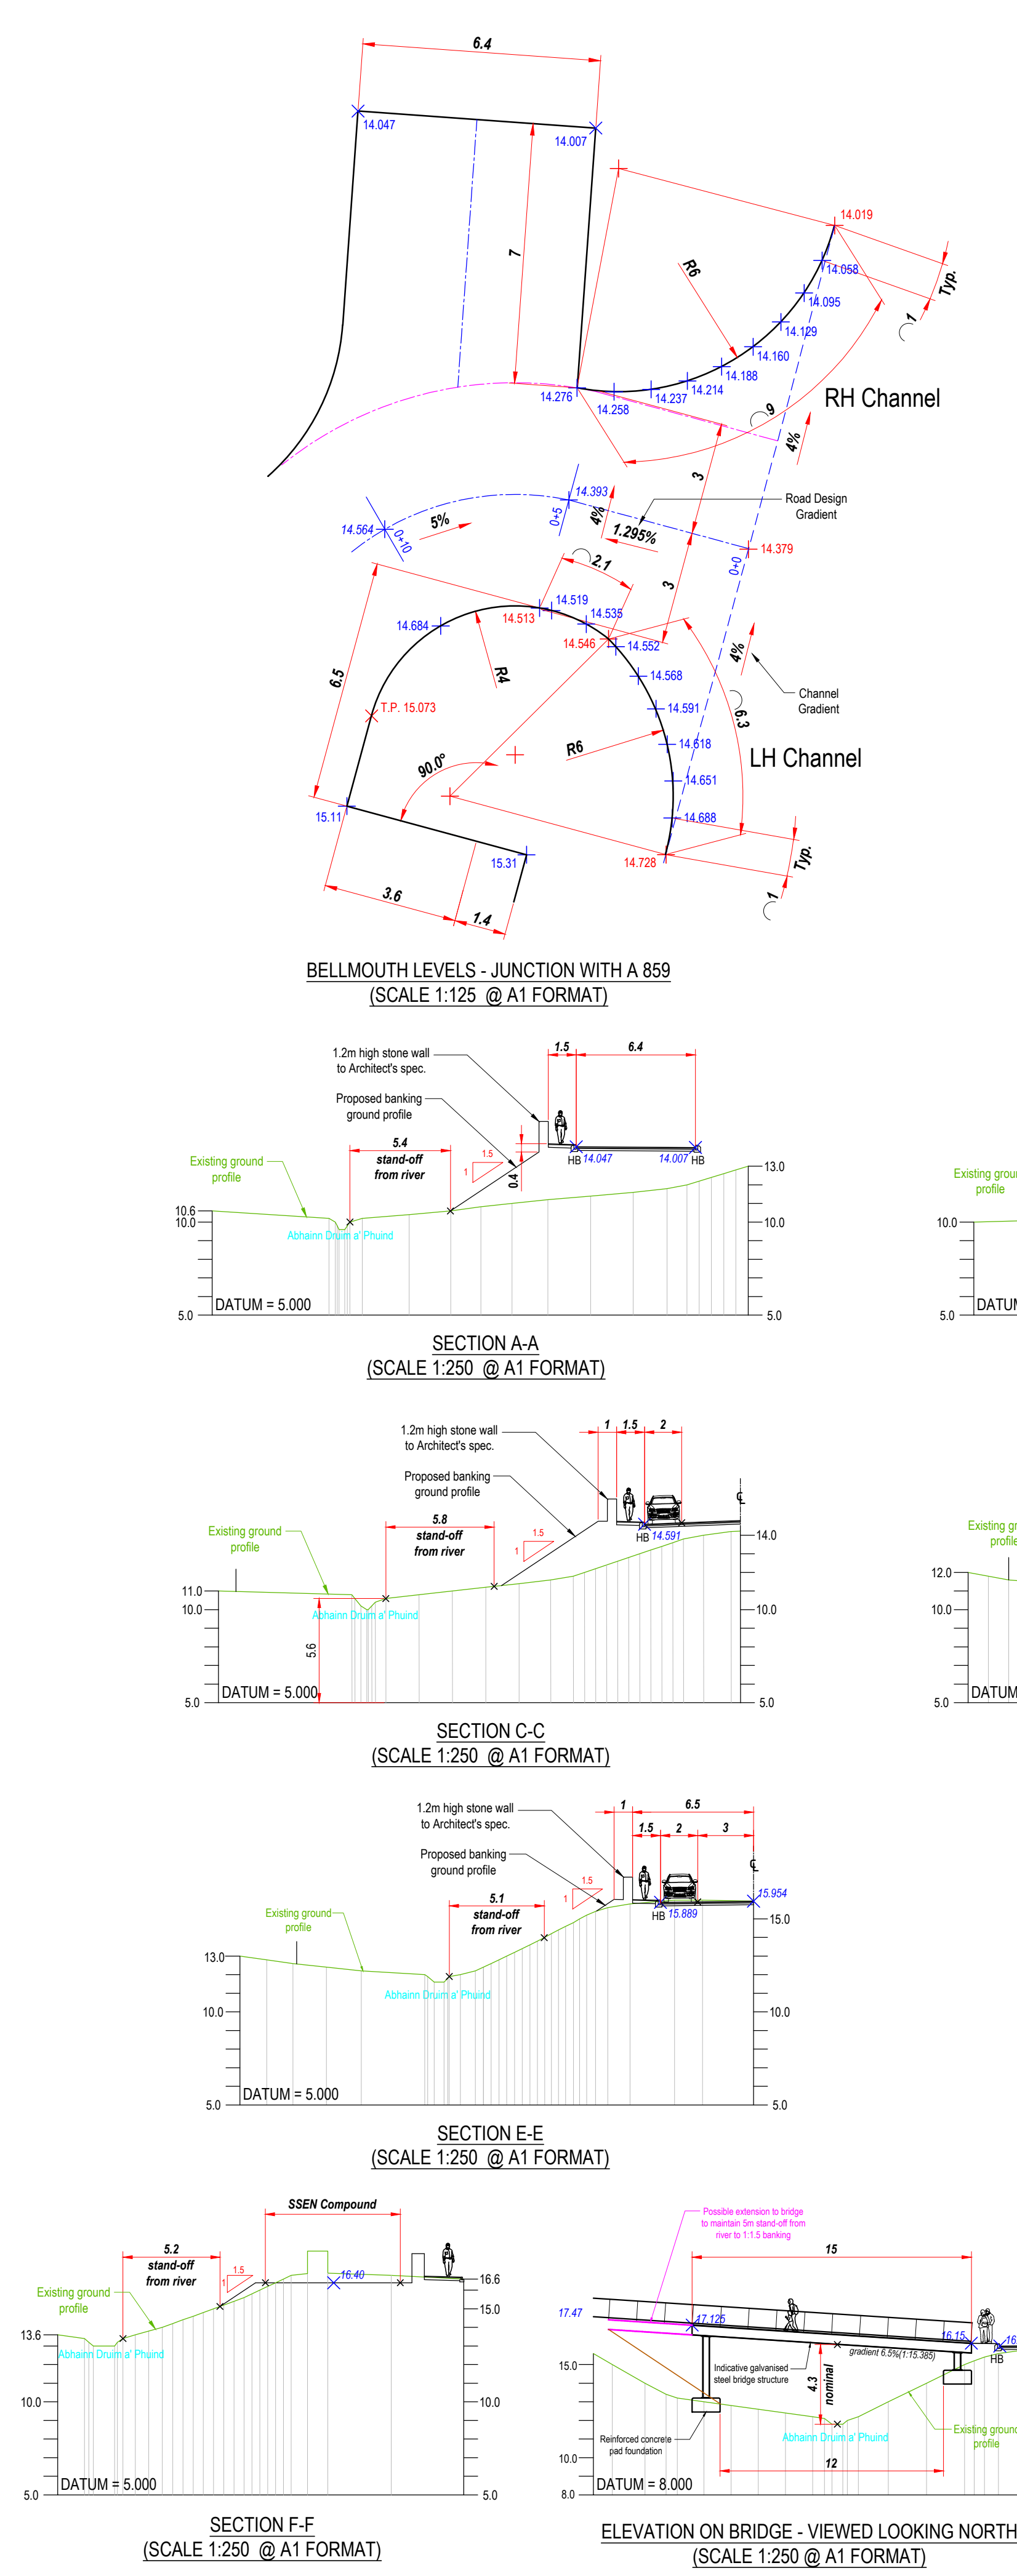 6.4
14.047
14.007
14.019
14.058
Typ.
R6
14.095
7
1
14.129
14.160
14.188
14.214
14.276
14.237
14.258
RH Channel
9
4%
3
14.393
Road Design
Gradient
14.564
5%
0+5
4%
1.295%
0+10
14.379
2.1
0+0
3
14.519
14.535
14.513
14.684
14.546
14.552
4%
14.568
R4
6.5
Channel
Gradient
14.591
T.P. 15.073
6.3
14.618
R6
LH Channel
90.0°
14.651
15.11
14.688
15.31
14.728
Typ.
3.6
1
1.4
BELLMOUTH LEVELS - JUNCTION WITH A 859
(SCALE 1:125 @ A1 FORMAT)
1.5
6.4
1.2m high stone wall
to Architect's spec.
Proposed banking
ground profile
5.4
stand-off
from river
1.5
1
0.4
HB
14.047
14.007
HB
Existing ground
profile
13.0
10.6
10.0
10.0
Abhainn Druim a' Phuind
DATUM = 5.000
5.0
5.0
SECTION A-A
(SCALE 1:250 @ A1 FORMAT)
profile
10.0
5.0
1
1.5
2
1.2m high stone wall
to Architect's spec.
Proposed banking
ground profile
5.8
stand-off
from river
1.5
1
HB
14.591
Existing ground
profile
14.0
11.0
10.0
10.0
Abhainn Druim a' Phuind
5.6
DATUM = 5.000
5.0
5.0
SECTION C-C
(SCALE 1:250 @ A1 FORMAT)
profile
12.0
10.0
DATUM
5.0
1
6.5
1.2m high stone wall
to Architect's spec.
1.5
2
3
Proposed banking
ground profile
1.5
1
5.1
stand-off
from river
15.954
HB
15.889
15.0
Existing ground
profile
13.0
10.0
10.0
Abhainn Druim a' Phuind
DATUM = 5.000
5.0
5.0
SECTION E-E
(SCALE 1:250 @ A1 FORMAT)
SSEN Compound
5.2
stand-off
from river
1.5
1
16.40
16.6
Existing ground
profile
15.0
13.6
Abhainn Druim a' Phuind
10.0
10.0
DATUM = 5.000
5.0
5.0
SECTION F-F
(SCALE 1:250 @ A1 FORMAT)
Possible extension to bridge
to maintain 5m stand-off from
river to 1:1.5 banking
15
17.47
17.125
16.15
HB
gradient 6.5%(1:15.385)
15.0
Indicative galvanised
steel bridge structure
4.3
nominal
Existing ground
profile
Reinforced concrete
pad foundation
Abhainn Druim a' Phuind
10.0
12
DATUM = 8.000
8.0
ELEVATION ON BRIDGE - VIEWED LOOKING NORTH
(SCALE 1:250 @ A1 FORMAT)